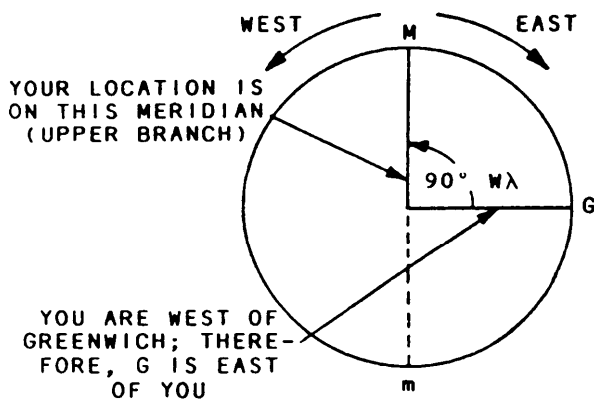 WEST
EAST
M
YOUR LOCATION IS
ON THIS MERIDIAN
(UPPER BRANCH)
90° Wλ
G
YOU ARE WEST OF
GREENWICH; THERE-
FORE, G IS EAST
OF YOU
m